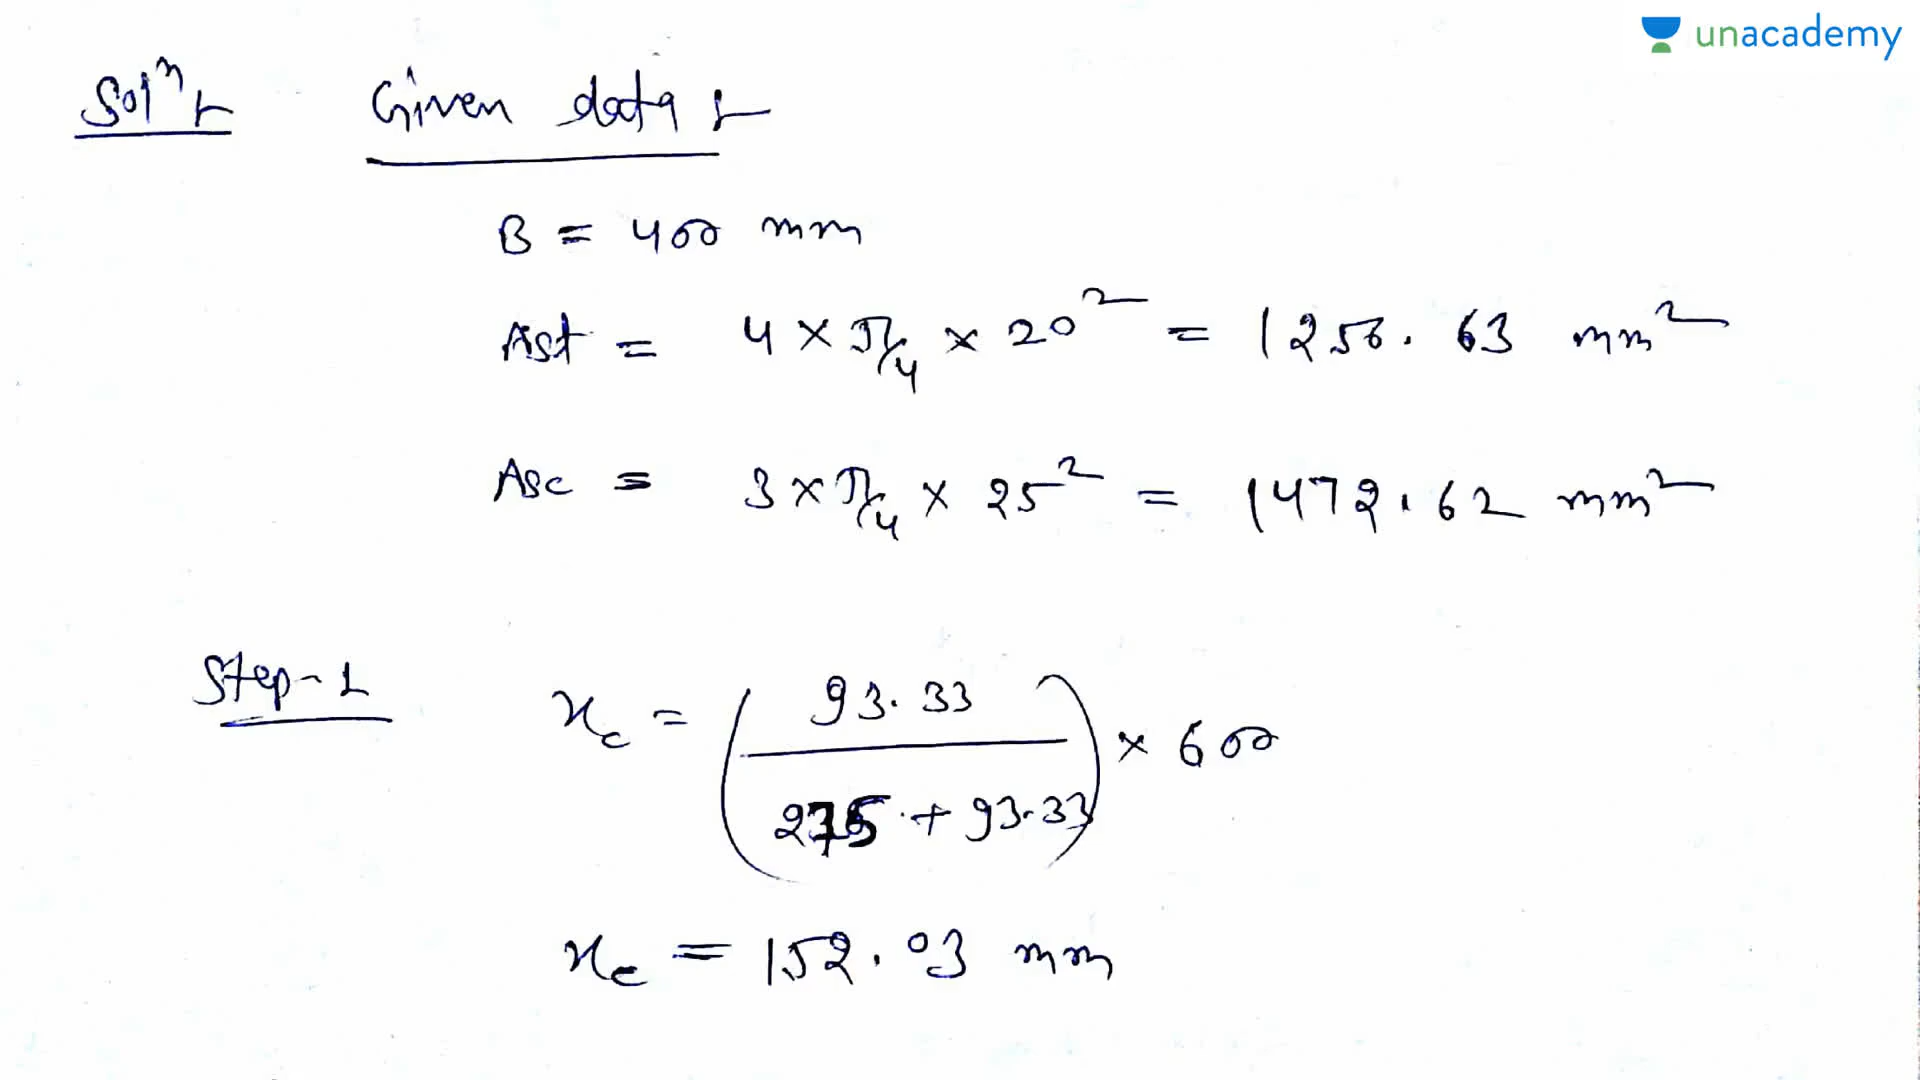 unacademy
Solⁿ :- Given data :-
B = 400 mm
Ast = 4 × π/4 × 20² = 1256.63 mm²
Asc = 3 × π/4 × 25² = 1472.62 mm²
Step-1 xc = (93.33 / 275 + 93.33) × 600
xc = 152.03 mm